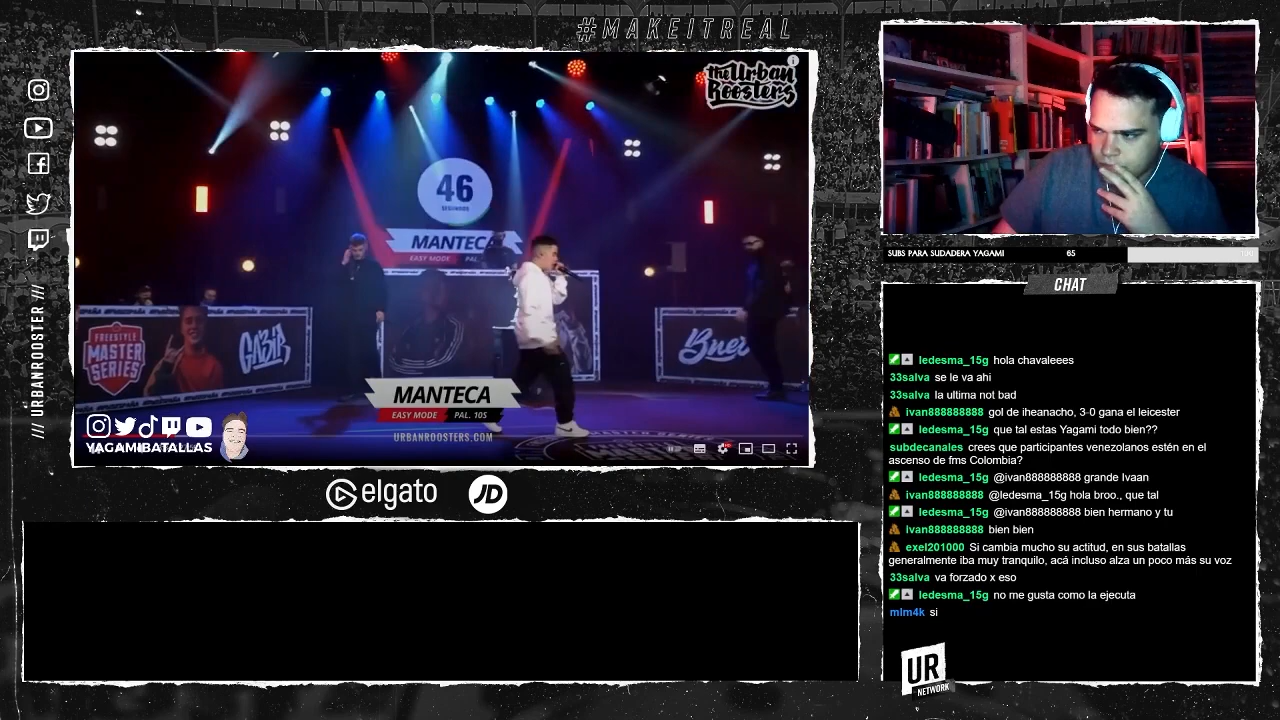 #MAKEITREAL
the Urban
Roosters
46
SEGUNDOS
MANTECA
EASY MODE
FREESTYLE
MASTER
SERIES
GAZIR
Bnet
MANTECA
EASY MODE PAL. 10S
URBANROOSTERS.COM
YAGAMIBATALLAS
/// URBANROOSTER ///
elgato
JD
SUBS PARA SUDADERA YAGAMI 65 100
CHAT
ledesma_15g hola chavaleees
33salva se le va ahi
33salva la ultima not bad
ivan888888888 gol de iheanacho, 3-0 gana el leicester
ledesma_15g que tal estas Yagami todo bien??
subdecanales crees que participantes venezolanos estén en el
ascenso de fms Colombia?
ledesma_15g @ivan888888888 grande Ivaan
ivan888888888 @ledesma_15g hola broo., que tal
ledesma_15g @ivan888888888 bien hermano y tu
ivan888888888 bien bien
exel201000 Si cambia mucho su actitud, en sus batallas
generalmente iba muy tranquilo, acá incluso alza un poco más su voz
33salva va forzado x eso
ledesma_15g no me gusta como la ejecuta
mlm4k si
UR
NETWORK